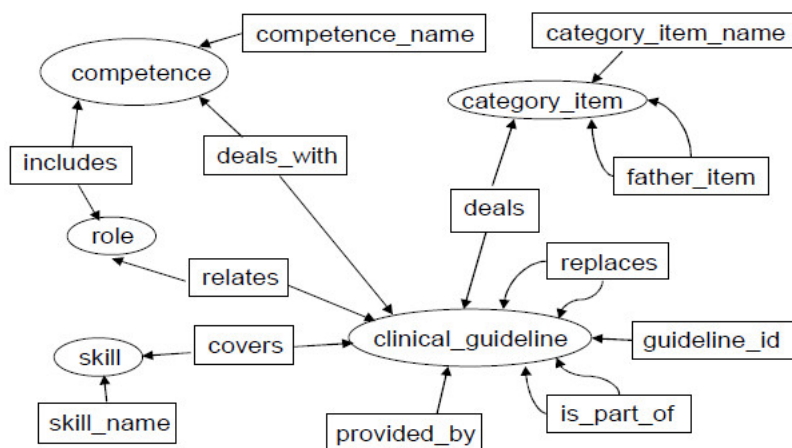 competence_name
category_item_name
competence
category_item
includes
deals_with
father_item
deals
role
relates
replaces
skill
covers
clinical_guideline
guideline_id
skill_name
provided_by
is_part_of